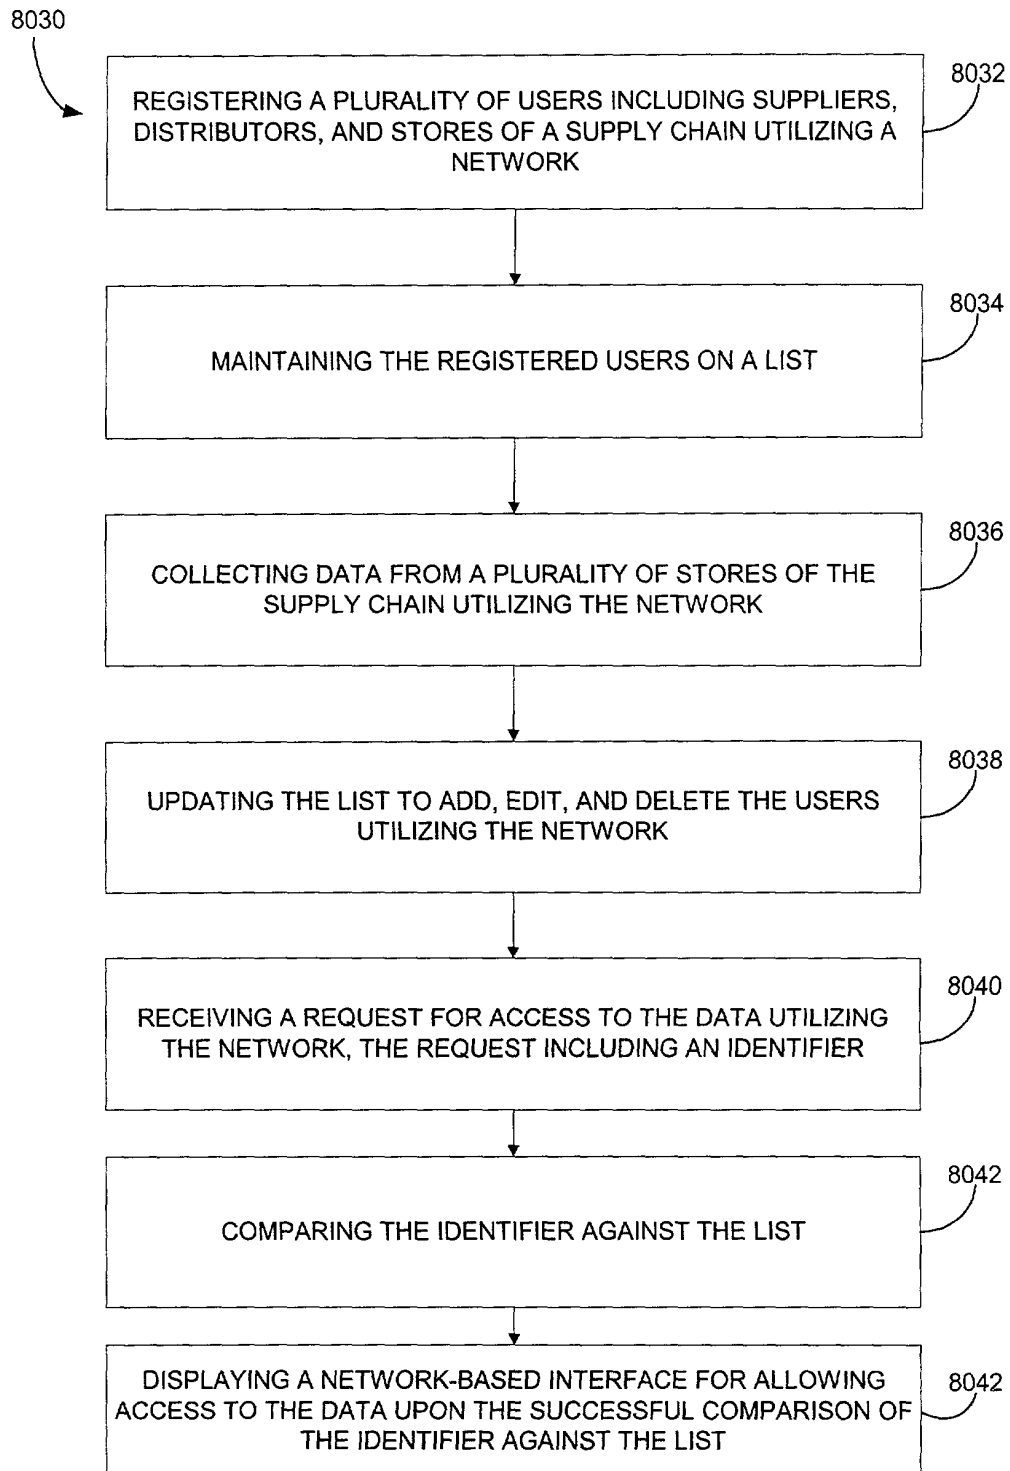 8030
8032
REGISTERING A PLURALITY OF USERS INCLUDING SUPPLIERS,
DISTRIBUTORS, AND STORES OF A SUPPLY CHAIN UTILIZING A
NETWORK
8034
MAINTAINING THE REGISTERED USERS ON A LIST
8036
COLLECTING DATA FROM A PLURALITY OF STORES OF THE
SUPPLY CHAIN UTILIZING THE NETWORK
8038
UPDATING THE LIST TO ADD, EDIT, AND DELETE THE USERS
UTILIZING THE NETWORK
8040
RECEIVING A REQUEST FOR ACCESS TO THE DATA UTILIZING
THE NETWORK, THE REQUEST INCLUDING AN IDENTIFIER
8042
COMPARING THE IDENTIFIER AGAINST THE LIST
8042
DISPLAYING A NETWORK-BASED INTERFACE FOR ALLOWING
ACCESS TO THE DATA UPON THE SUCCESSFUL COMPARISON OF
THE IDENTIFIER AGAINST THE LIST